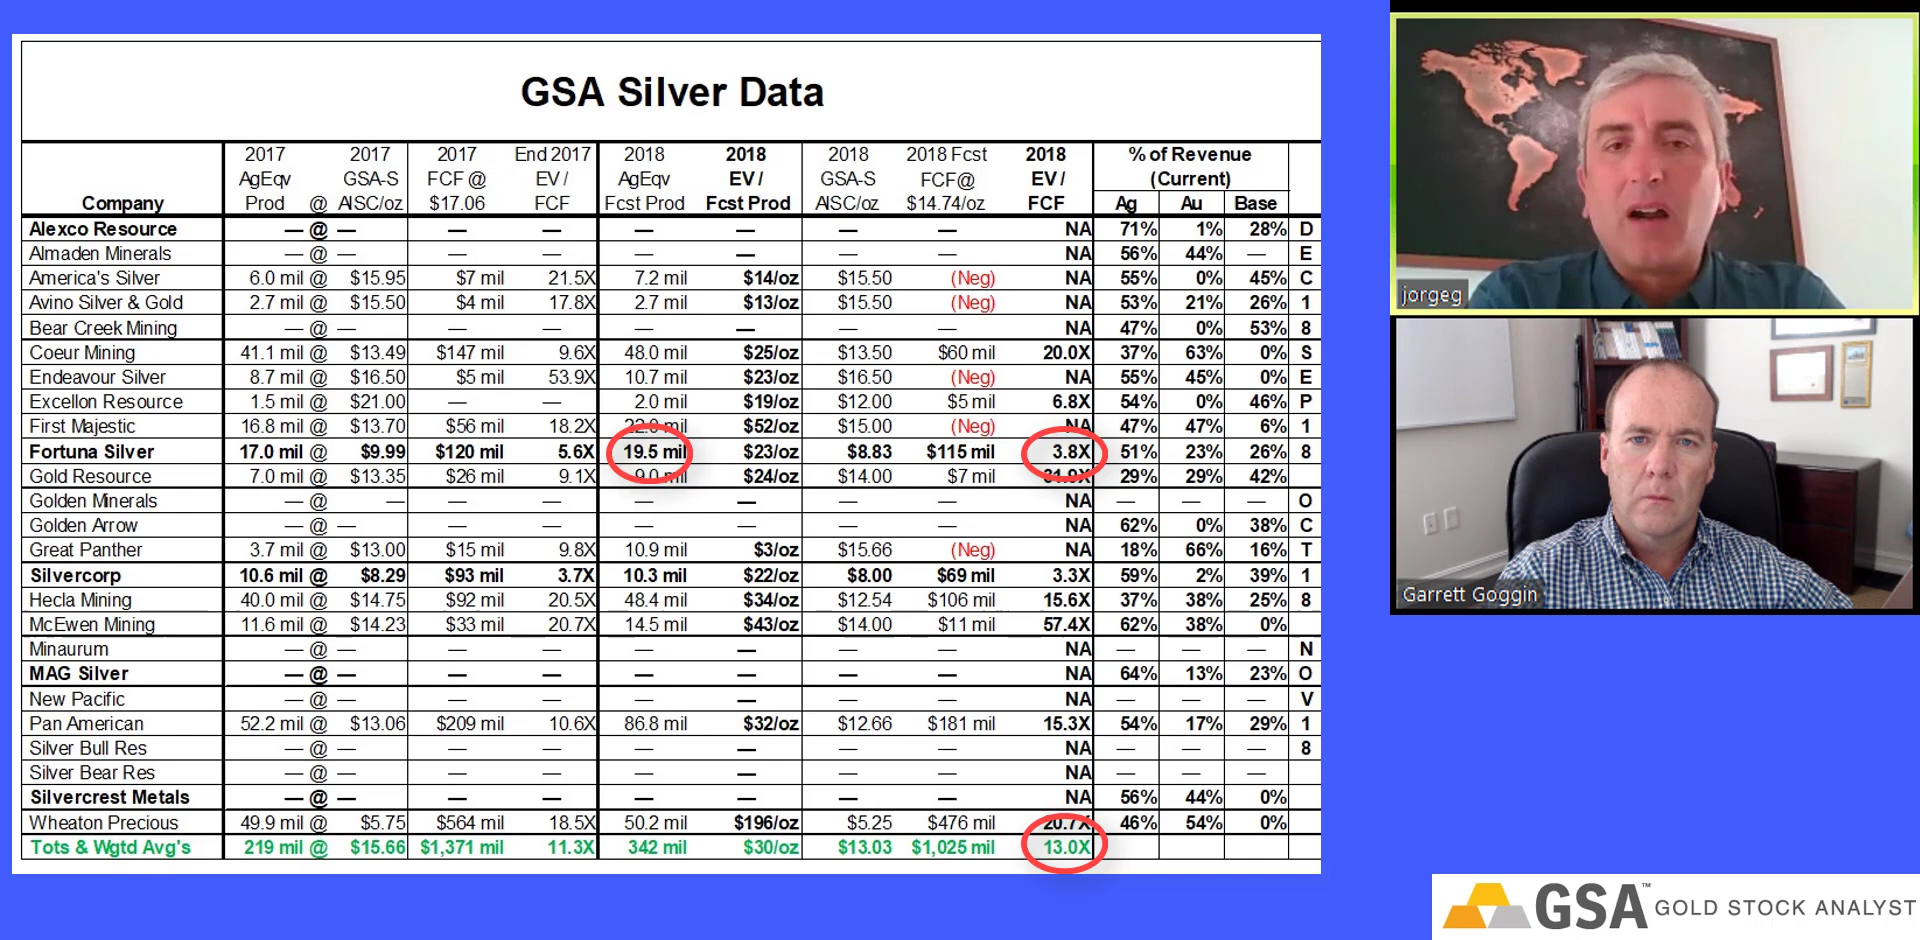 GSA Silver Data
2017 2017 2017 End 2017 2018 2018 2018 2018 Fcst 2018 % of Revenue
AgEqv GSA-S FCF @ EV / AgEqv EV / GSA-S FCF@ EV / (Current)
Company Prod @ AISC/oz $17.06 FCF Fcst Prod Fcst Prod AISC/oz $14.74/oz FCF Ag Au Base
Alexco Resource — @ — — — — — — — NA 71% 1% 28% D
Almaden Minerals — @ — — — — — — — NA 56% 44% — E
America's Silver 6.0 mil @ $15.95 $7 mil 21.5X 7.2 mil $14/oz $15.50 (Neg) NA 55% 0% 45% C
Avino Silver & Gold 2.7 mil @ $15.50 $4 mil 17.8X 2.7 mil $13/oz $15.50 (Neg) NA 53% 21% 26% 1
Bear Creek Mining — @ — — — — — — — NA 47% 0% 53% 8
Coeur Mining 41.1 mil @ $13.49 $147 mil 9.6X 48.0 mil $25/oz $13.50 $60 mil 20.0X 37% 63% 0% S
Endeavour Silver 8.7 mil @ $16.50 $5 mil 53.9X 10.7 mil $23/oz $16.50 (Neg) NA 55% 45% 0% E
Excellon Resource 1.5 mil @ $21.00 — — 2.0 mil $19/oz $12.00 $5 mil 6.8X 54% 0% 46% P
First Majestic 16.8 mil @ $13.70 $56 mil 18.2X mil $52/oz $15.00 (Neg) NA 47% 47% 6% 1
Fortuna Silver 17.0 mil @ $9.99 $120 mil 5.6X 19.5 mil $23/oz $8.83 $115 mil 3.8X 51% 23% 26% 8
Gold Resource 7.0 mil @ $13.35 $26 mil 9.1X 9.0 mil $24/oz $14.00 $7 mil 29% 29% 42%
Golden Minerals — @ — — — — — — — NA — — — O
Golden Arrow — @ — — — — — — — NA 62% 0% 38% C
Great Panther 3.7 mil @ $13.00 $15 mil 9.8X 10.9 mil $3/oz $15.66 (Neg) NA 18% 66% 16% T
Silvercorp 10.6 mil @ $8.29 $93 mil 3.7X 10.3 mil $22/oz $8.00 $69 mil 3.3X 59% 2% 39% 1
Hecla Mining 40.0 mil @ $14.75 $92 mil 20.5X 48.4 mil $34/oz $12.54 $106 mil 15.6X 37% 38% 25% 8
McEwen Mining 11.6 mil @ $14.23 $33 mil 20.7X 14.5 mil $43/oz $14.00 $11 mil 57.4X 62% 38% 0%
Minaurum — @ — — — — — — — NA — — — N
MAG Silver — @ — — — — — — — NA 64% 13% 23% O
New Pacific — @ — — — — — — — NA — — — V
Pan American 52.2 mil @ $13.06 $209 mil 10.6X 86.8 mil $32/oz $12.66 $181 mil 15.3X 54% 17% 29% 1
Silver Bull Res — @ — — — — — — — NA — — — 8
Silver Bear Res — @ — — — — — — — NA — — —
Silvercrest Metals — @ — — — — — — — NA 56% 44% 0%
Wheaton Precious 49.9 mil @ $5.75 $564 mil 18.5X 50.2 mil $196/oz $5.25 $476 mil 20.7X 46% 54% 0%
Tots & Wgtd Avg's 219 mil @ $15.66 $1,371 mil 11.3X 342 mil $30/oz $13.03 $1,025 mil 13.0X
jorgeg
Garrett Goggin
GSA™ GOLD STOCK ANALYST